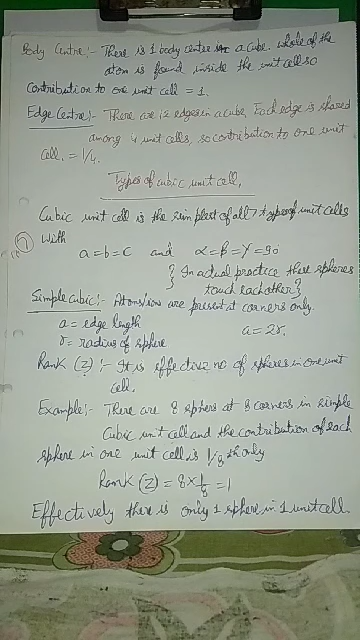 Body Centre:- There is 1 body centre in a cube. whole of the
atom is found inside the unit cell so
contribution to one unit cell = 1.
Edge Centre:- There are 12 edges in a cube. Each edge is shared
among 4 unit cells, so contribution to one unit
cell. = 1/4.
Types of cubic unit cell.
Cubic unit cell is the simplest of all 7 types of unit cells
with
a=b=c and α=β=γ=90
{ In actual practice these spheres
touch each other }
Simple cubic:- Atoms/ion are present at corners only.
a = edge length a = 2r.
r = radius of sphere
Rank (z) :- It is effective no of spheres in one unit
cell.
Example:- There are 8 sphers at 8 corners in simple
Cubic unit cell and the contribution of each
sphere in one unit cell is 1/8 th only
Rank (z) = 8 × 1/8 = 1
Effectively there is only 1 sphere in 1 unit cell.